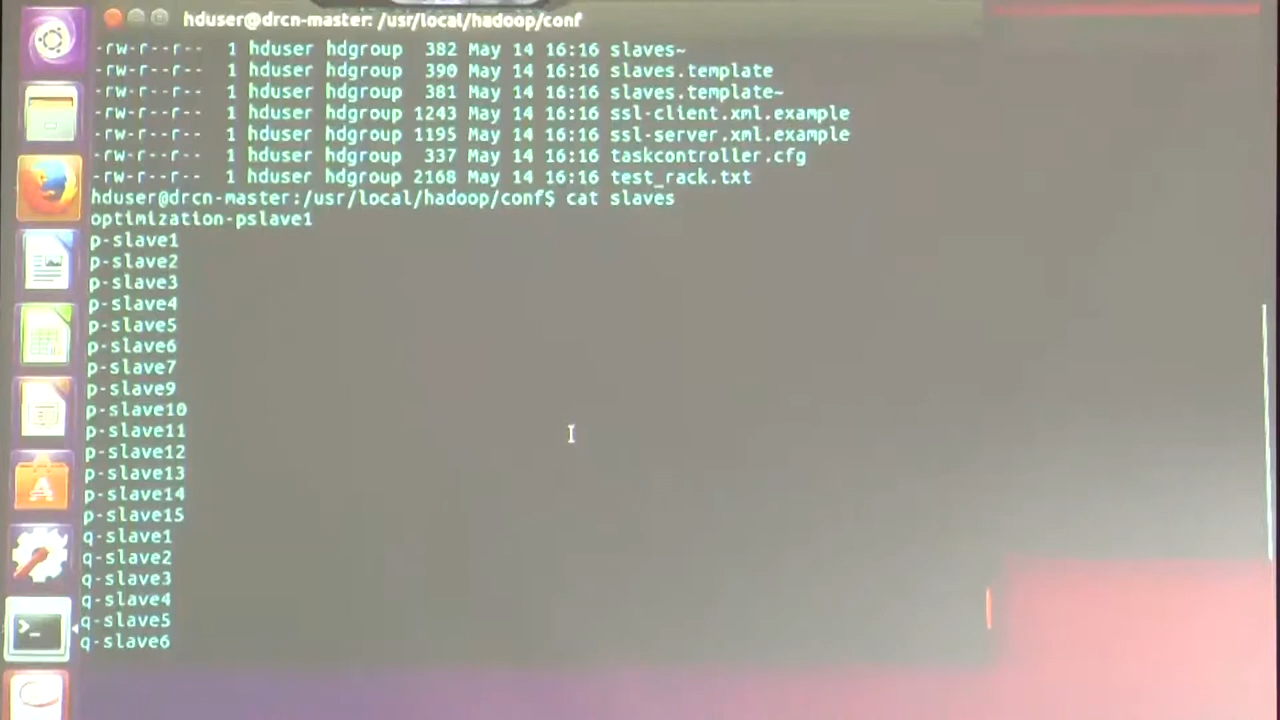 hduser@drcn-master: /usr/local/hadoop/conf
-rw-r--r-- 1 hduser hdgroup 382 May 14 16:16 slaves~
-rw-r--r-- 1 hduser hdgroup 390 May 14 16:16 slaves.template
-rw-r--r-- 1 hduser hdgroup 381 May 14 16:16 slaves.template~
-rw-r--r-- 1 hduser hdgroup 1243 May 14 16:16 ssl-client.xml.example
-rw-r--r-- 1 hduser hdgroup 1195 May 14 16:16 ssl-server.xml.example
-rw-r--r-- 1 hduser hdgroup 337 May 14 16:16 taskcontroller.cfg
-rw-r--r-- 1 hduser hdgroup 2168 May 14 16:16 test_rack.txt
hduser@drcn-master:/usr/local/hadoop/conf$ cat slaves
optimization-pslave1
p-slave1
p-slave2
p-slave3
p-slave4
p-slave5
p-slave6
p-slave7
p-slave9
p-slave10
p-slave11
p-slave12
p-slave13
p-slave14
p-slave15
q-slave1
q-slave2
q-slave3
q-slave4
q-slave5
q-slave6